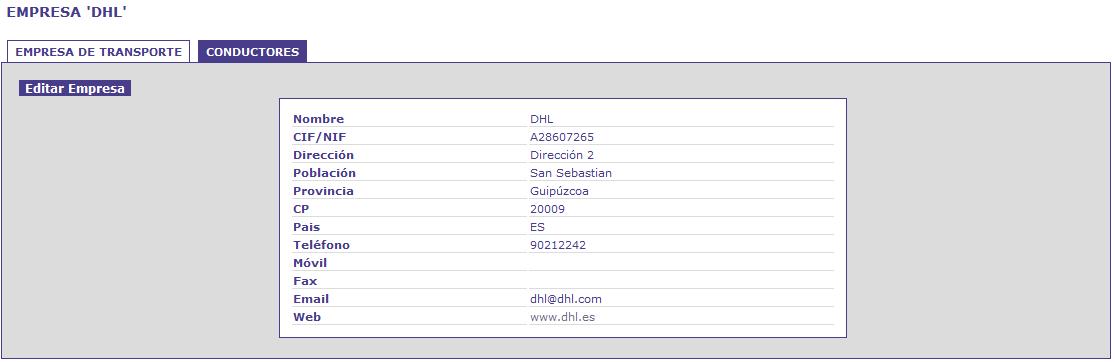 EMPRESA 'DHL'
EMPRESA DE TRANSPORTE CONDUCTORES
Editar Empresa
Nombre DHL
CIF/NIF A28607265
Dirección Dirección 2
Población San Sebastian
Provincia Guipúzcoa
CP 20009
Pais ES
Teléfono 90212242
Móvil
Fax
Email dhl@dhl.com
Web www.dhl.es